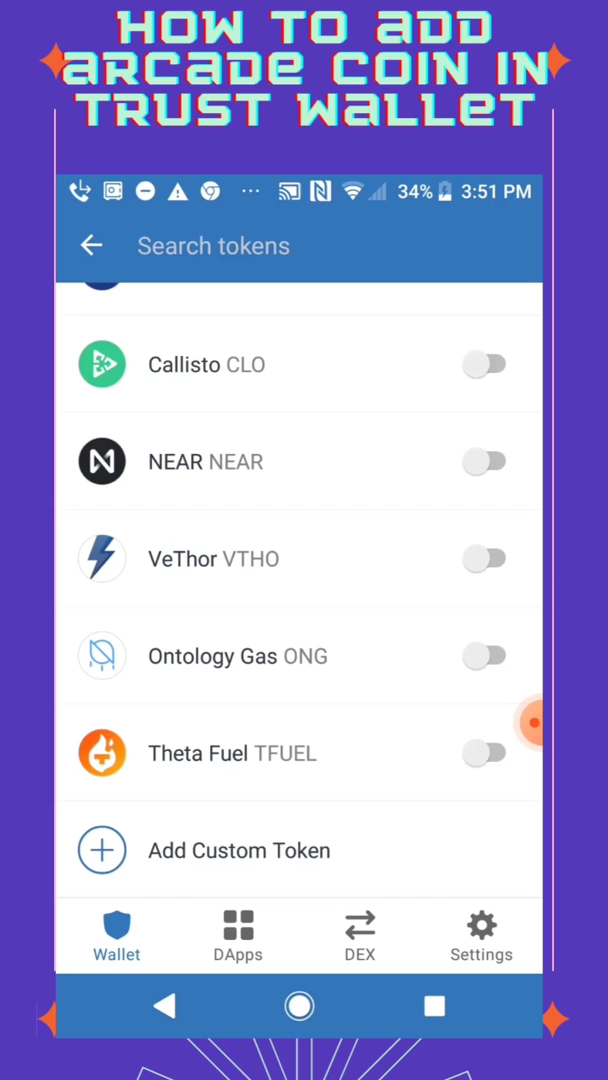 HOW TO ADD
ARCADE COIN IN
TRUST WALLET
34% 3:51 PM
Search tokens
Callisto CLO
NEAR NEAR
VeThor VTHO
Ontology Gas ONG
Theta Fuel TFUEL
Add Custom Token
Wallet DApps DEX Settings